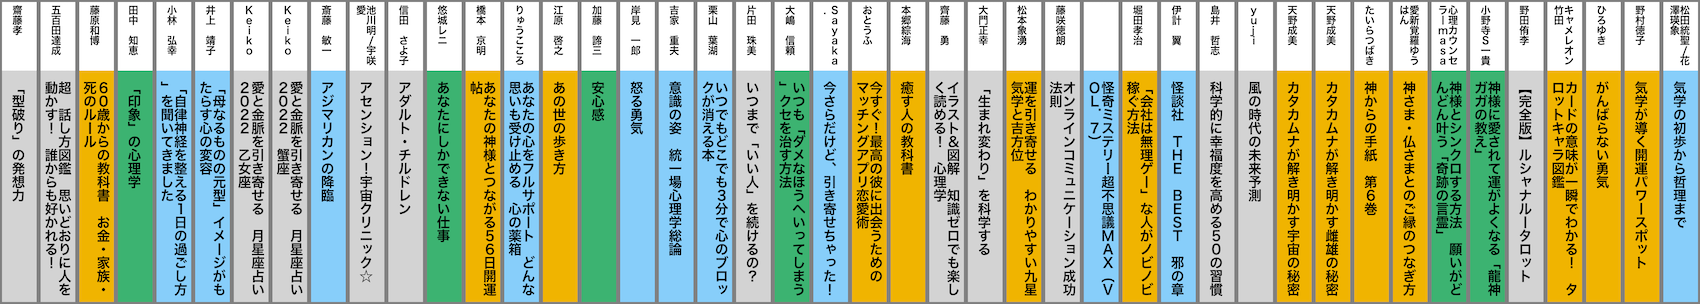 松田統聖/花
澤瑛象
気学の初歩から哲理まで
野村徳子
気学が導く開運パワースポット
ひろゆき
がんばらない勇気
キャメレオン
竹田
カードの意味が一瞬でわかる! タ
ロットキャラ図鑑
野田侑李
【完全版】ルシャナルータロット
小野寺S一貴
神様に愛されて運がよくなる「龍神
ガガの教え」
心理カウンセ
ラーmasa
神様とシンクロする方法 願いがど
んどん叶う「奇跡の言霊」
愛新覚羅ゆう
はん
神さま・仏さまとのご縁のつなぎ方
たいらつばき
神からの手紙 第6巻
天野成美
カタカムナが解き明かす雌雄の秘密
天野成美
カタカムナが解き明かす宇宙の秘密
yuji
風の時代の未来予測
島井 哲志
科学的に幸福度を高める50の習慣
伊計 翼
怪談社 THE BEST 邪の章
堀田孝治
「会社は無理ゲー」な人がノビノビ
稼ぐ方法
怪奇ミステリー超不思議MAX (V
OL.7)
藤咲徳朗
オンラインコミュニケーション成功
法則
松本象湧
運を引き寄せる わかりやすい九星
気学と吉方位
大門正幸
「生まれ変わり」を科学する
齊藤 勇
イラスト&図解 知識ゼロでも楽し
く読める! 心理学
本郷綜海
癒す人の教科書
おとうふ
今すぐ!最高の彼に出会うための
マッチングアプリ恋愛術
Sayaka
.
今さらだけど、引き寄せちゃった!
大嶋 信頼
いつも「ダメなほうへいってしまう
」クセを治す方法
片田 珠美
いつまで「いい人」を続けるの?
栗山 葉湖
いつでもどこでも3分で心のブロッ
クが消える本
吉家 重夫
意識の姿 統一場心理学総論
岸見 一郎
怒る勇気
加藤 諦三
安心感
江原 啓之
あの世の歩き方
りゅうこころ
あなたの心をフルサポート どんな
思いも受け止める 心の薬箱
橋本 京明
あなたの神様とつながる56日開運
帖
悠城レニ
あなたにしかできない仕事
信田 さよ子
アダルト・チルドレン
池川明/宇咲
愛
アセンション!宇宙クリニック☆
斎藤 敏一
アジマリカンの降臨
Keiko
愛と金脈を引き寄せる 月星座占い
2022 蟹座
Keiko
愛と金脈を引き寄せる 月星座占い
2022 乙女座
井上 靖子
「母なるものの元型」イメージがも
たらす心の変容
小林 弘幸
「自律神経を整える1日の過ごし方
」を聞いてきました
田中 知恵
「印象」の心理学
藤原和博
60歳からの教科書 お金・家族・
死のルール
五百田達成
超 話し方図鑑 思いどおりに人を
動かす! 誰からも好かれる!
齋藤孝
「型破り」の発想力